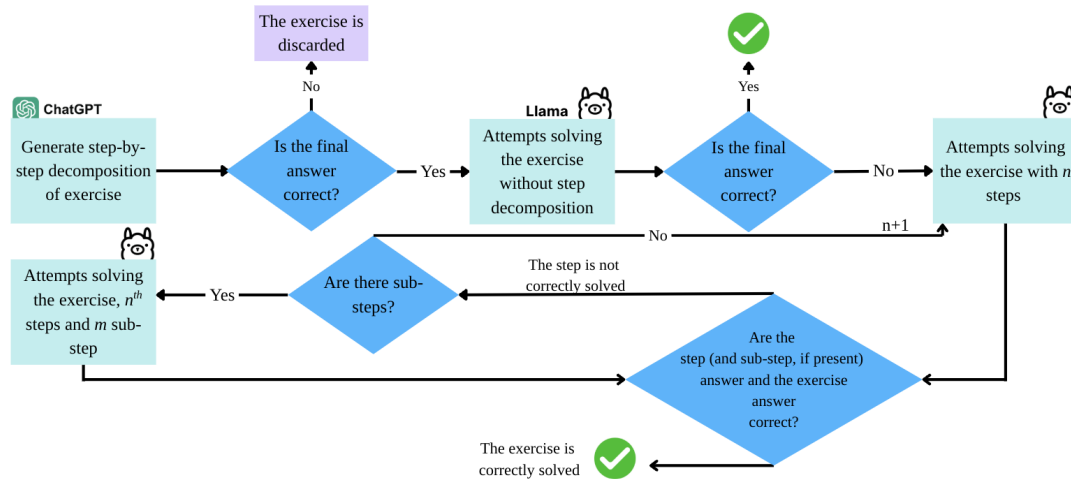 The exercise is
discarded
No
ChatGPT
Generate step-by-
step decomposition
of exercise
Is the final
answer
correct?
Yes
Llama
Attempts solving
the exercise
without step
decomposition
Yes
Is the final
answer
correct?
No
Attempts solving
the exercise with n
steps
n+1
No
Are there sub-
steps?
Yes
Attempts solving
the exercise, nth
steps and m sub-
step
The step is not
correctly solved
Are the
step (and sub-step, if present)
answer and the exercise
answer
correct?
The exercise is
correctly solved